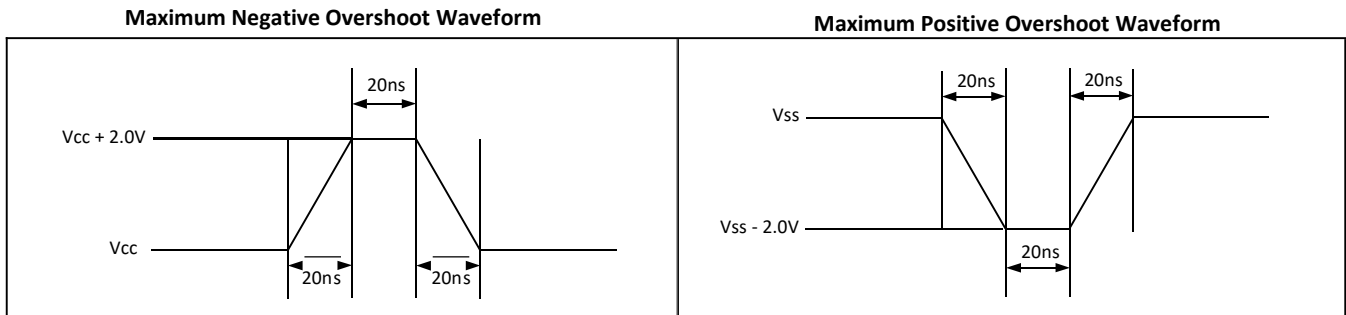 Maximum Negative Overshoot Waveform
20ns
Vcc + 2.0V
Vcc
20ns
20ns
Maximum Positive Overshoot Waveform
20ns
20ns
Vss
Vss - 2.0V
20ns